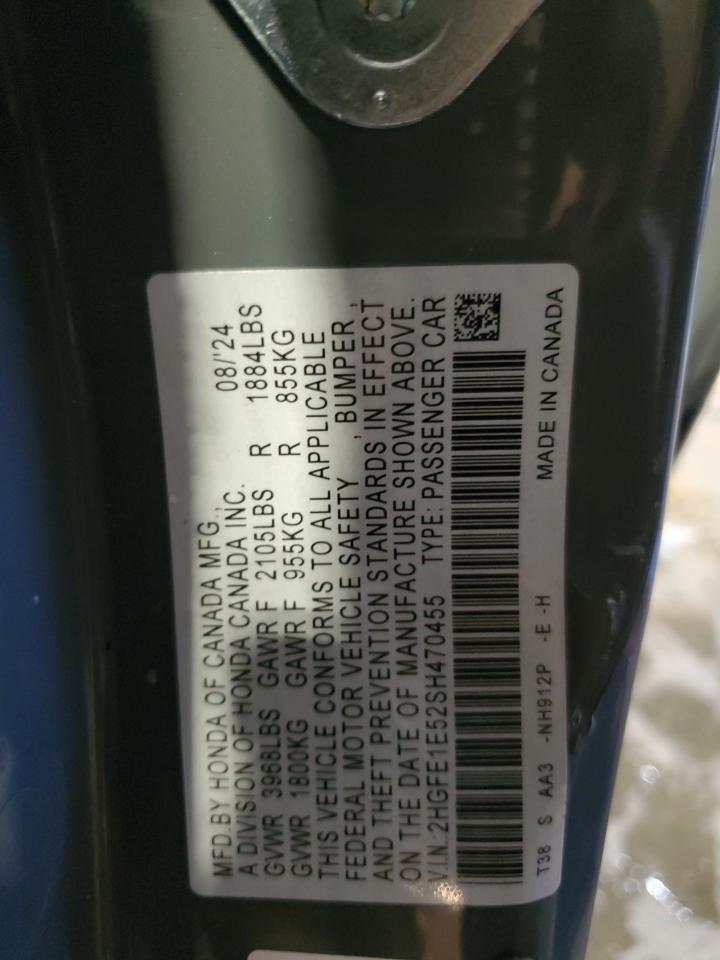 MFD.BY HONDA OF CANADA MFG., 08/'24
A DIVISION OF HONDA CANADA INC.
GVWR 3968LBS GAWR F 2105LBS R 1884LBS
GVWR 1800KG GAWR F 955KG R 855KG
THIS VEHICLE CONFORMS TO ALL APPLICABLE
FEDERAL MOTOR VEHICLE SAFETY , BUMPER ,
AND THEFT PREVENTION STANDARDS IN EFFECT
ON THE DATE OF MANUFACTURE SHOWN ABOVE.
V.I.N. 2HGFE1E52SH470455 TYPE: PASSENGER CAR
T38 S AA3 -NH912P -E -H MADE IN CANADA